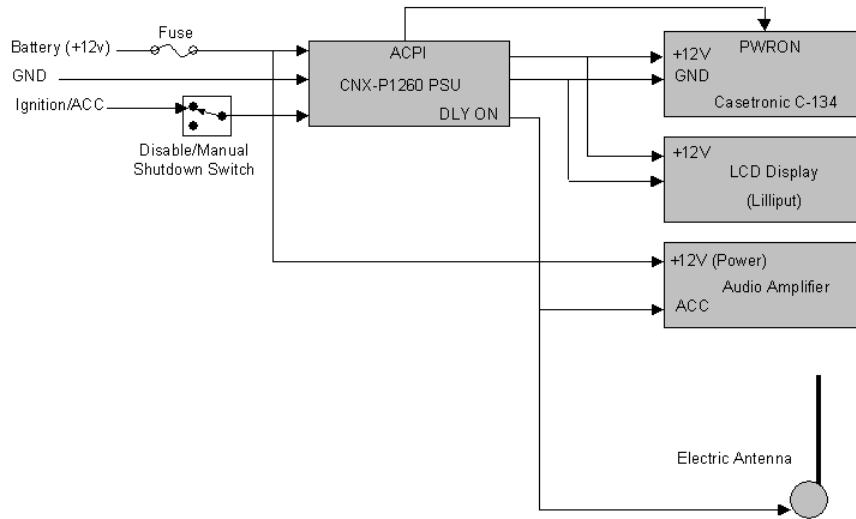 Fuse
Battery (+12v)
GND
Ignition/ACC
Disable/Manual
Shutdown Switch
ACPI
CNX-P1260 PSU
DLY ON
PWRON
+12V
GND
Casetronic C-134
+12V
LCD Display
(Lilliput)
+12V (Power)
Audio Amplifier
ACC
Electric Antenna